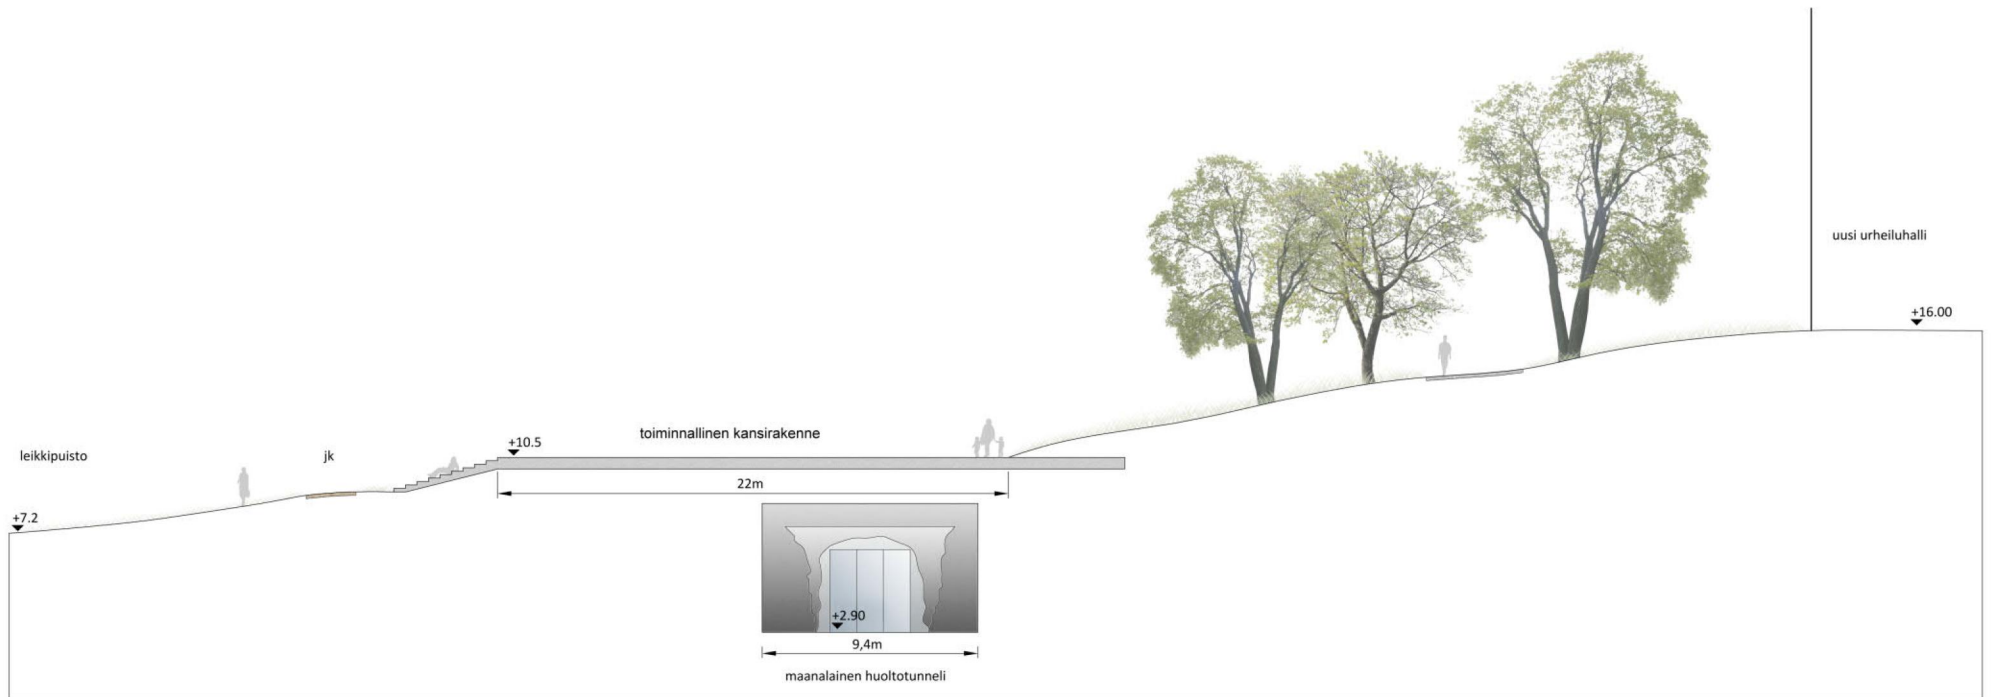 uusi urheiluhalli
+16.00
toiminnallinen kansirakenne
+10.5
leikkipuisto
jk
22m
+7.2
+2.90
9,4m
maanalainen huoltotunneli